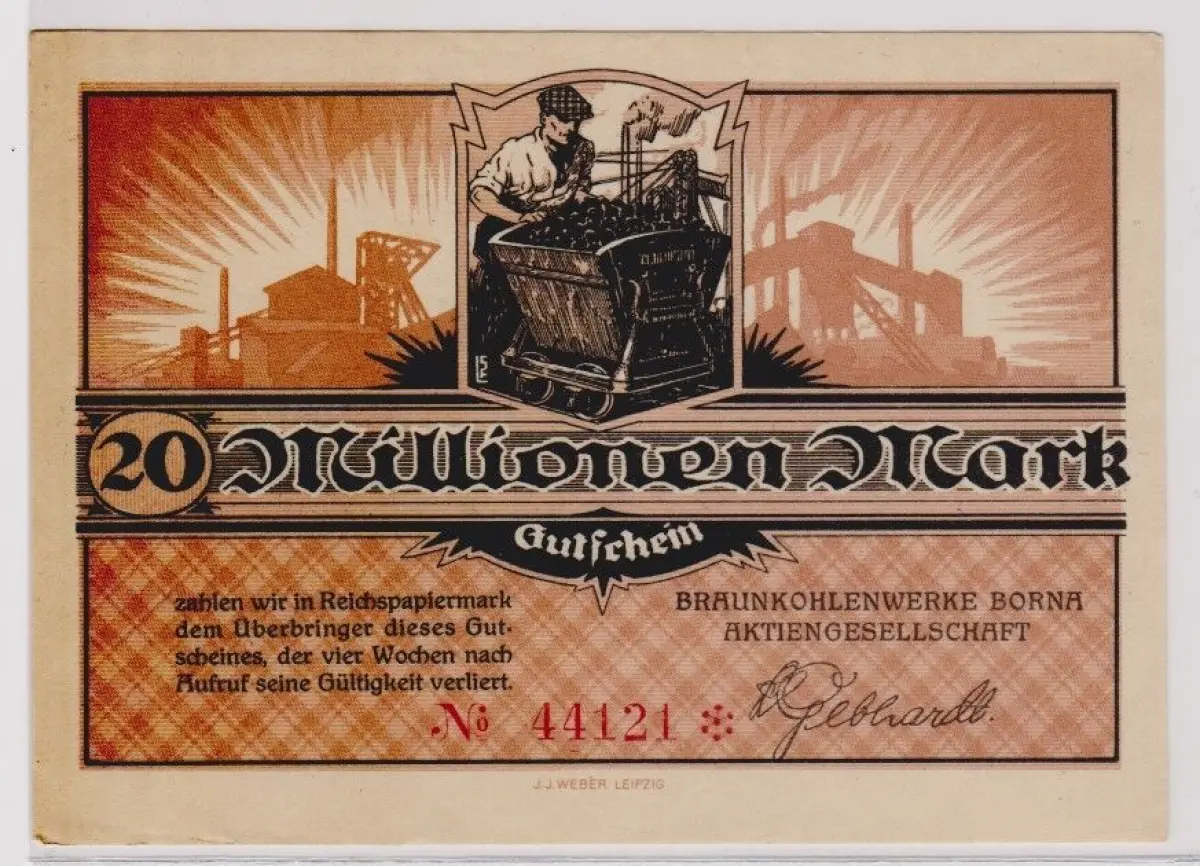 20 Millionen Mark
Gutschein
zahlen wir in Reichspapiermark
dem Überbringer dieses Gut-
scheines, der vier Wochen nach
Aufruf seine Gültigkeit verliert.
BRAUNKOHLENWERKE BORNA
AKTIENGESELLSCHAFT
Gebhardt.
No 44121 *
J. J. WEBER. LEIPZIG